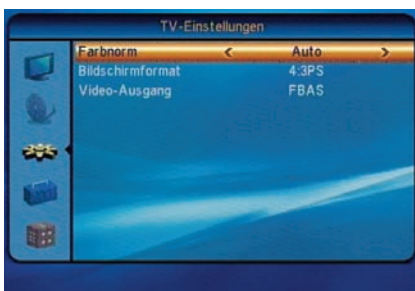 TV-Einstellungen
Farbnorm < Auto >
Bildschirmformat 4:3PS
Video-Ausgang FBAS